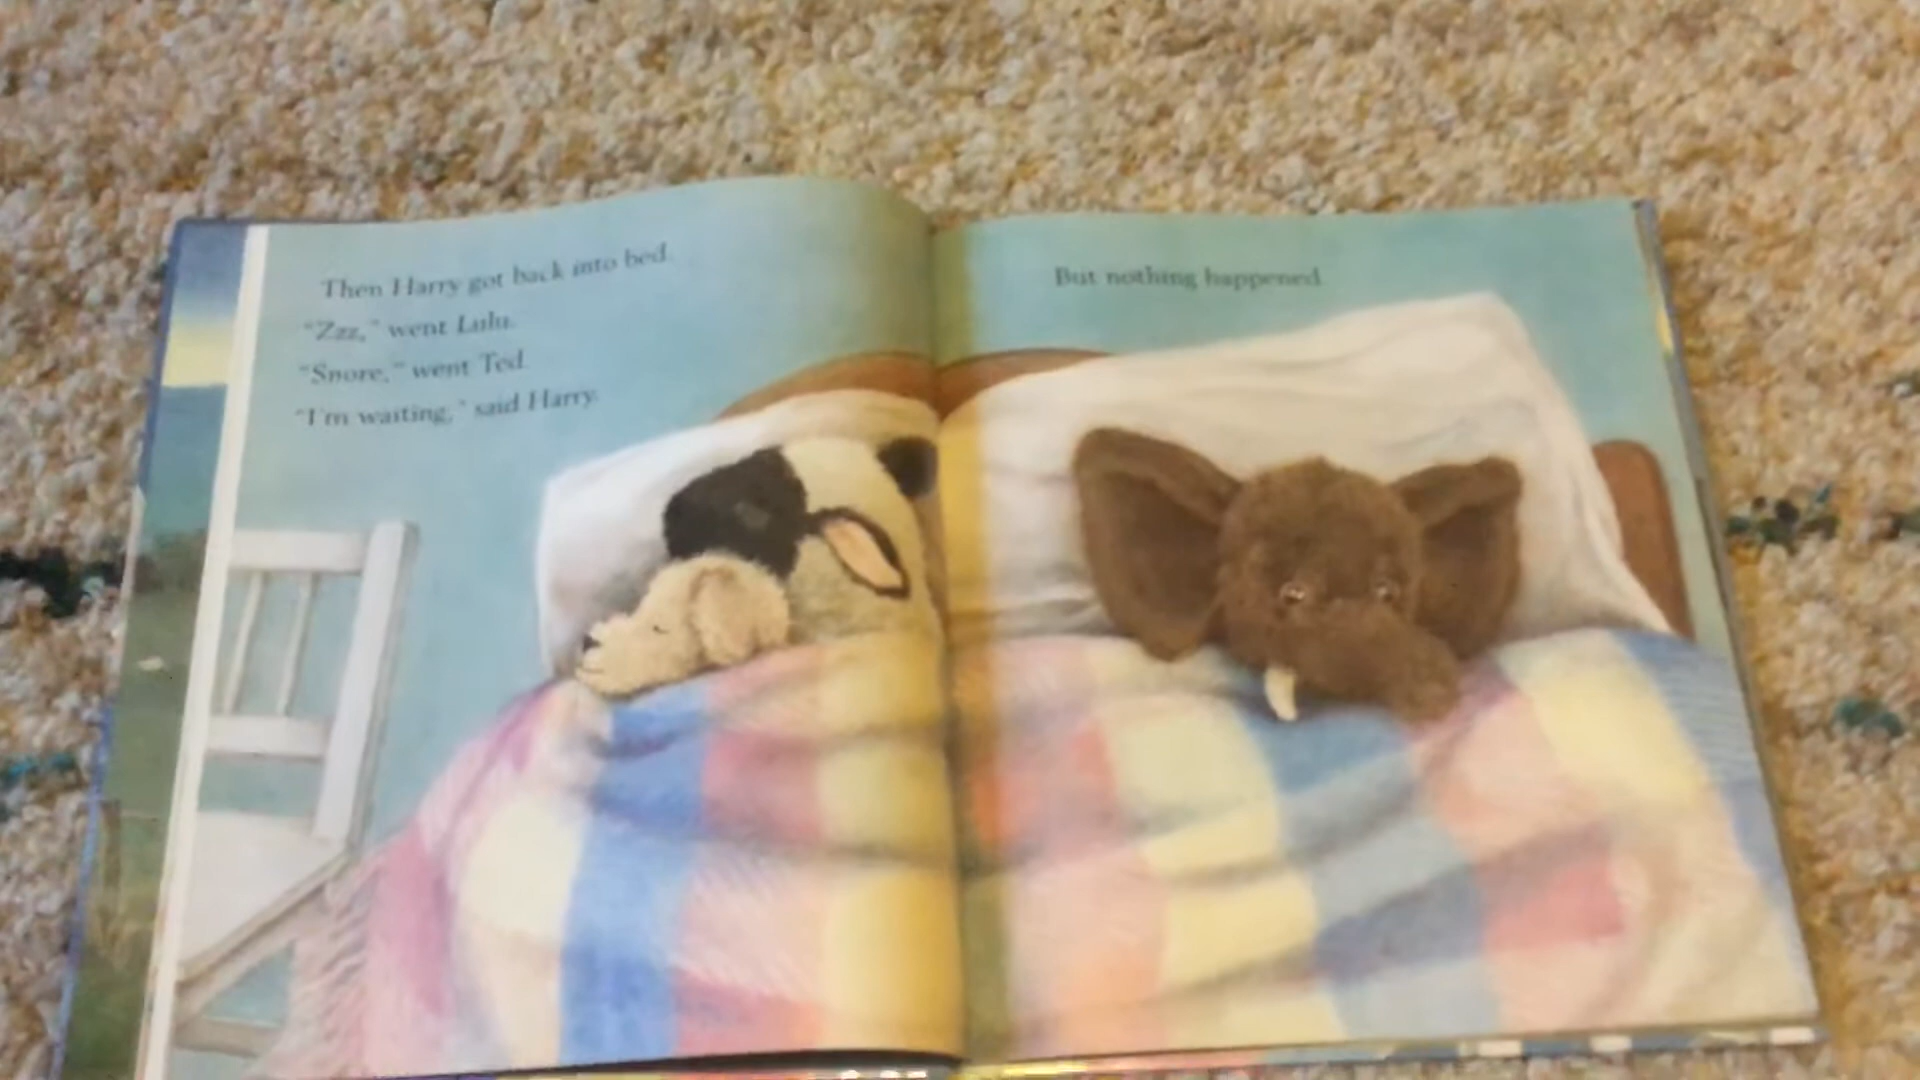 Then Harry got back into bed.
"Zzz," went Lulu.
"Snore," went Ted.
"I'm waiting," said Harry.
But nothing happened.